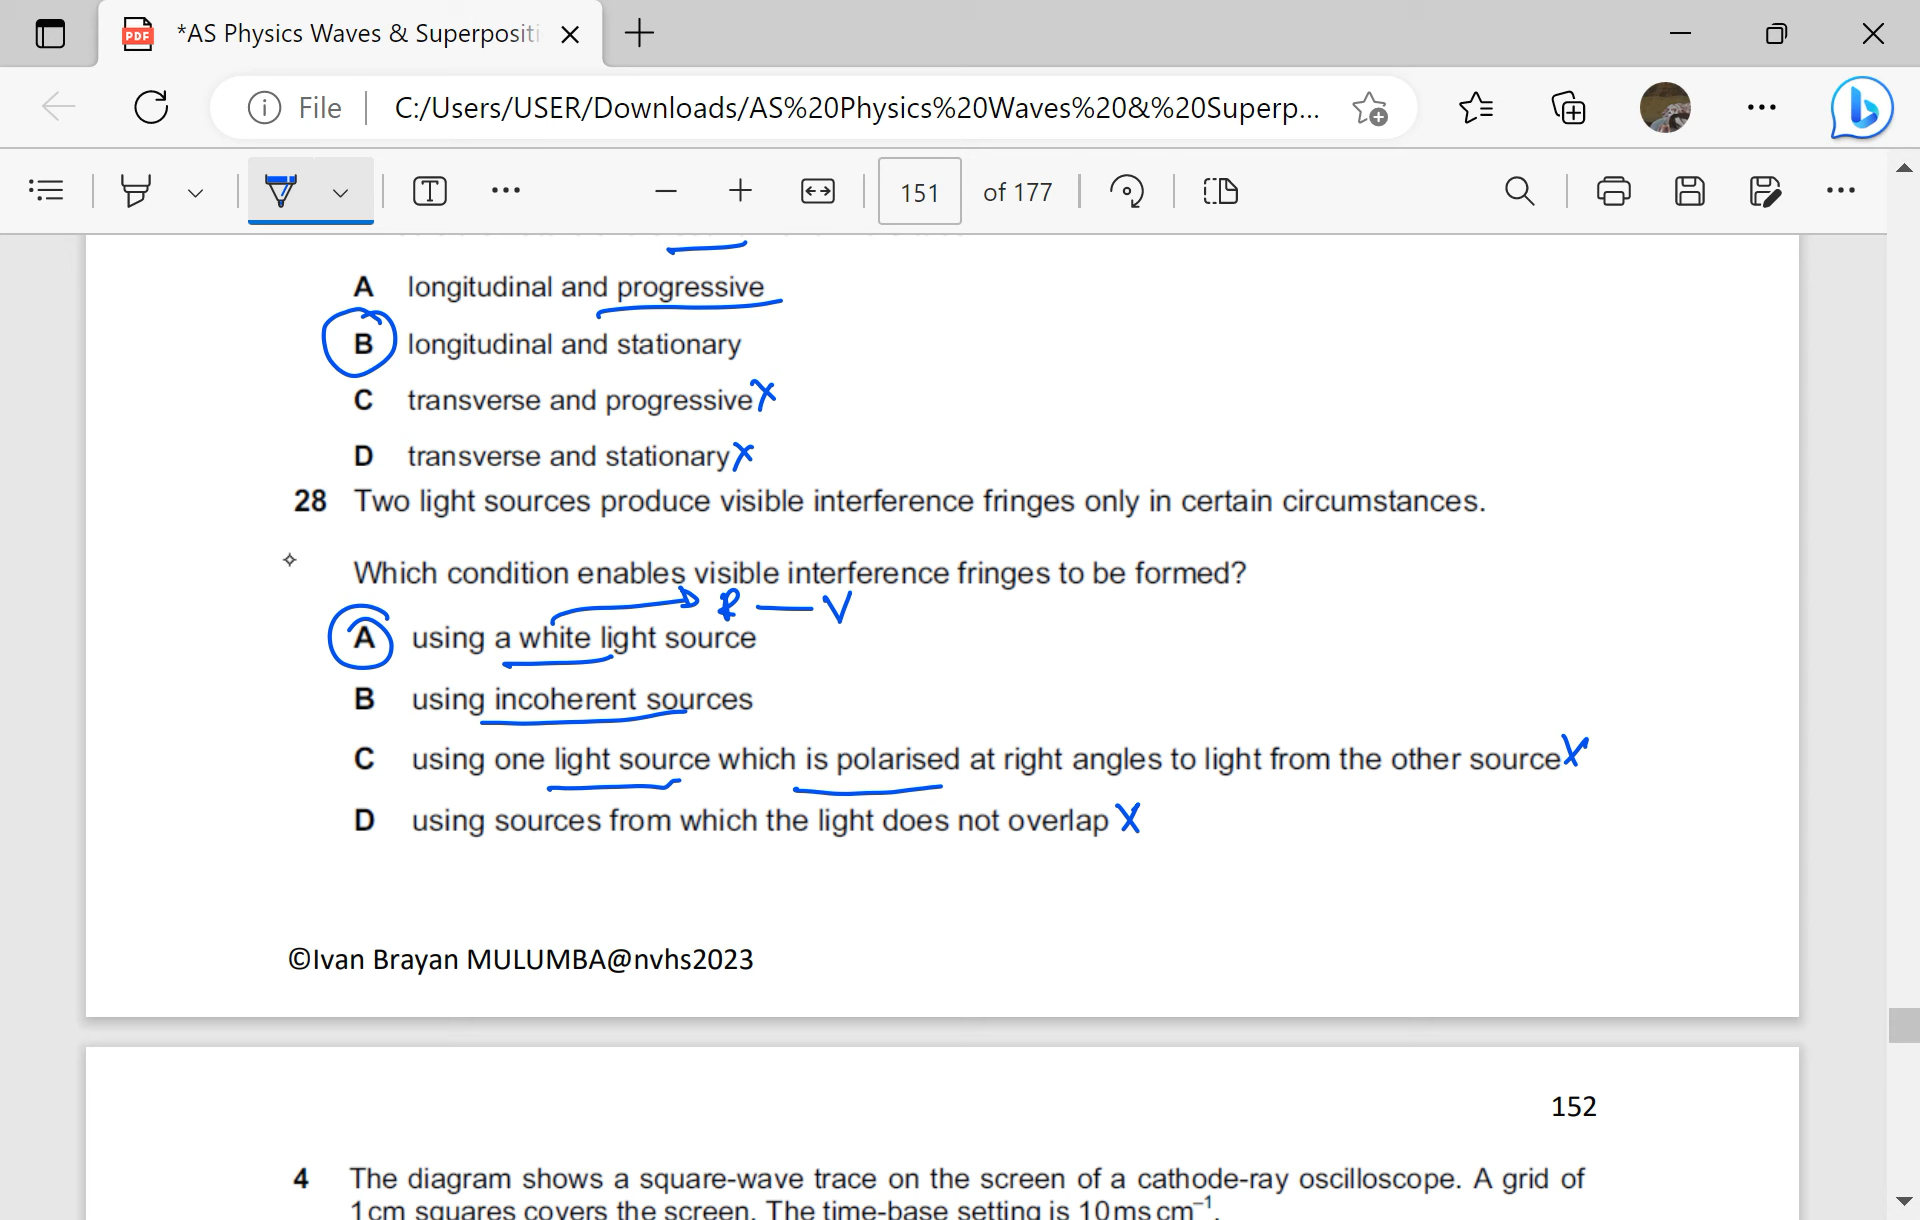 *AS Physics Waves & Superpositi
File
C:/Users/USER/Downloads/AS%20Physics%20Waves%20&%20Superp...
151 of 177
A longitudinal and progressive
B longitudinal and stationary
C transverse and progressive X
D transverse and stationary X
28 Two light sources produce visible interference fringes only in certain circumstances.
Which condition enables visible interference fringes to be formed?
R — V
A using a white light source
B using incoherent sources
C using one light source which is polarised at right angles to light from the other source X
D using sources from which the light does not overlap X
©Ivan Brayan MULUMBA@nvhs2023
152
4 The diagram shows a square-wave trace on the screen of a cathode-ray oscilloscope. A grid of
1 cm squares covers the screen. The time-base setting is 10 ms cm⁻¹.